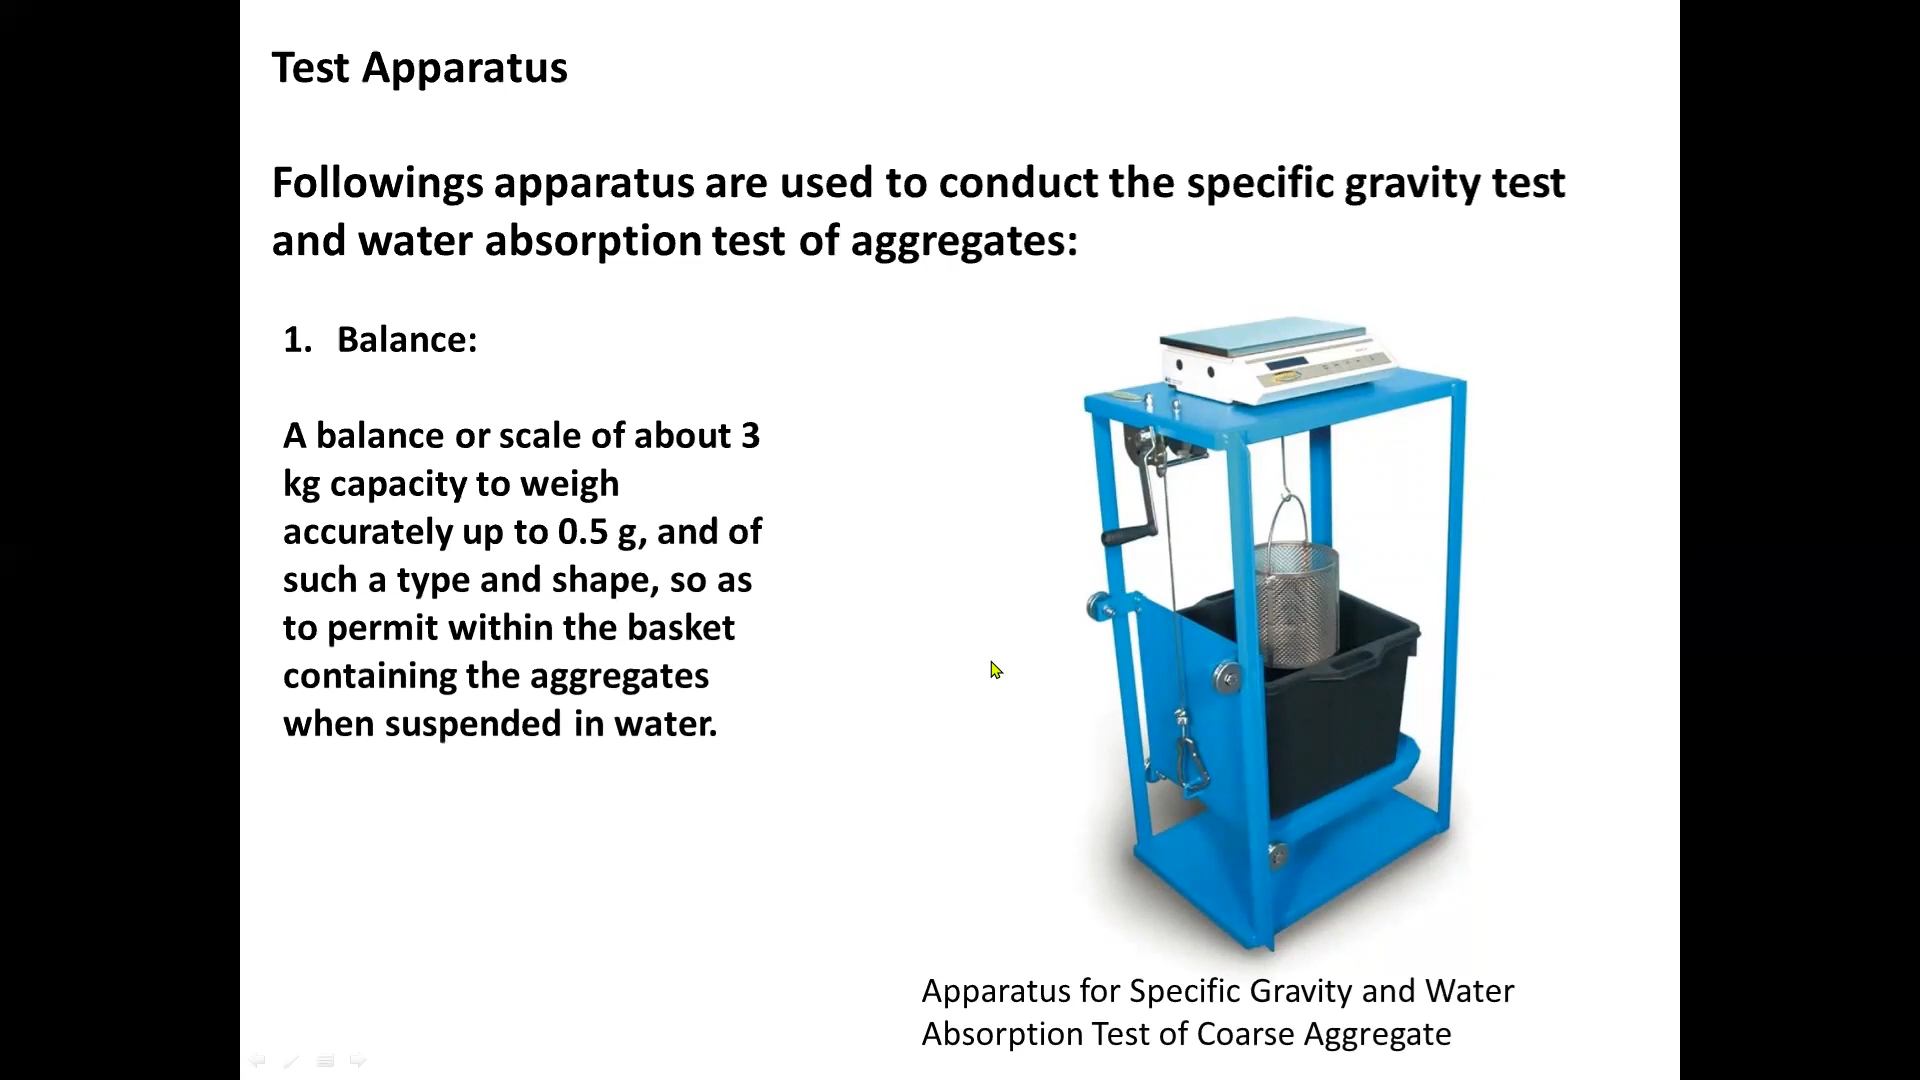 Test Apparatus
Followings apparatus are used to conduct the specific gravity test
and water absorption test of aggregates:
1. Balance:
A balance or scale of about 3
kg capacity to weigh
accurately up to 0.5 g, and of
such a type and shape, so as
to permit within the basket
containing the aggregates
when suspended in water.
Apparatus for Specific Gravity and Water
Absorption Test of Coarse Aggregate